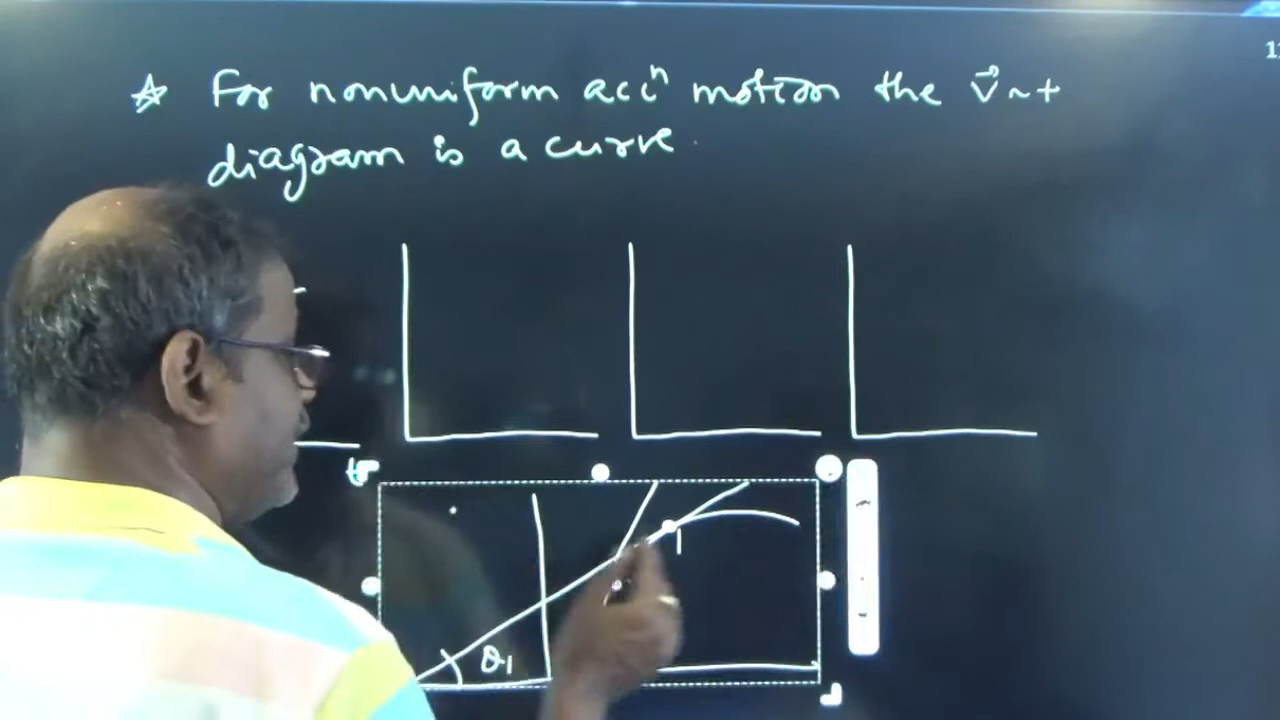 ☆ For nonuniform accⁿ motion the v⃗ ~ t
diagram is a curve.
θ₁